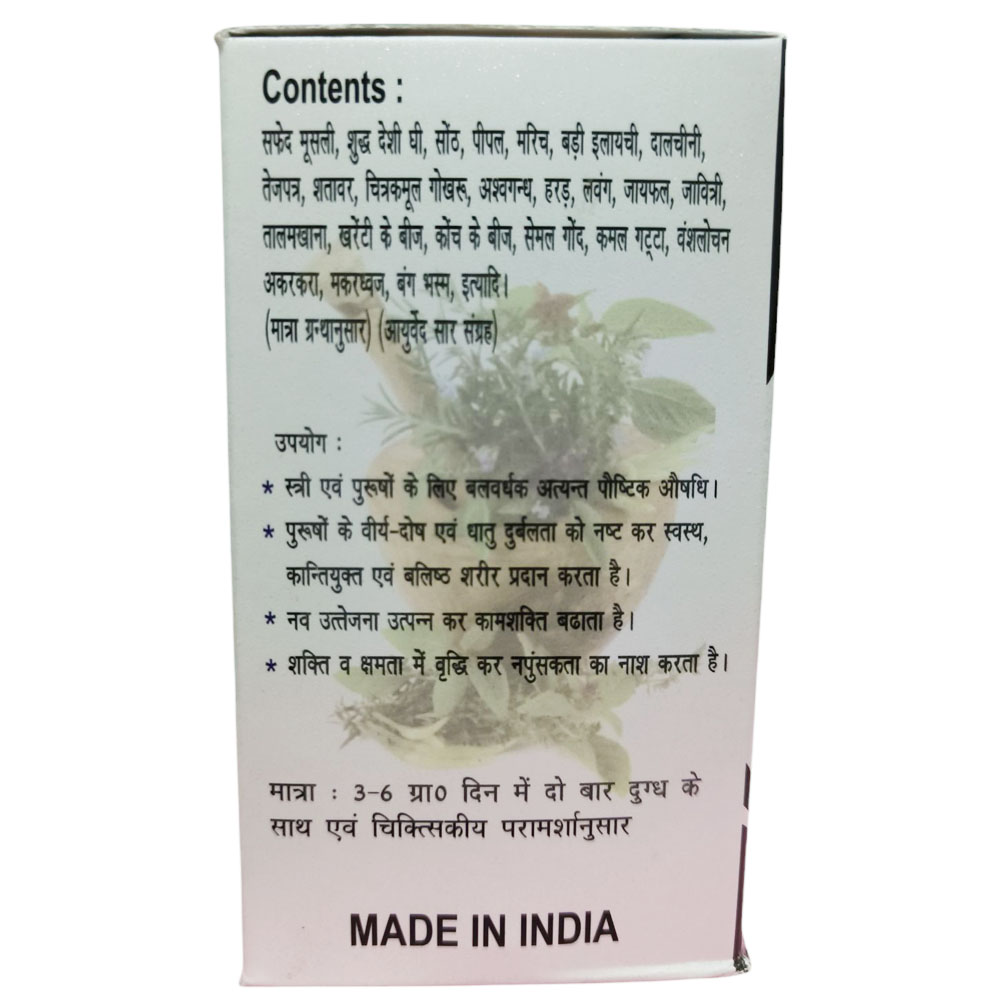 Contents :
सफेद मूसली, शुद्ध देशी घी, सोंठ, पीपल, मरिच, बड़ी इलायची, दालचीनी,
तेजपत्र, शतावर, चित्रकमूल गोखरू, अश्वगन्ध, हरड़, लवंग, जायफल, जावित्री,
तालमखाना, खरेंटी के बीज, कोंच के बीज, सेमल गोंद, कमल गट्टा, वंशलोचन
अकरकरा, मकरध्वज, बंग भस्म, इत्यादि।
(मात्रा ग्रन्थानुसार) (आयुर्वेद सार संग्रह)
उपयोग :
* स्त्री एवं पुरूषों के लिए बलवर्धक अत्यन्त पौष्टिक औषधि।
* पुरूषों के वीर्य-दोष एवं धातु दुर्बलता को नष्ट कर स्वस्थ,
कान्तियुक्त एवं बलिष्ठ शरीर प्रदान करता है।
* नव उत्तेजना उत्पन्न कर कामशक्ति बढाता है।
* शक्ति व क्षमता में वृद्धि कर नपुंसकता का नाश करता है।
मात्रा : 3-6 ग्रा0 दिन में दो बार दुग्ध के
साथ एवं चिकित्सिकीय परामर्शानुसार
MADE IN INDIA